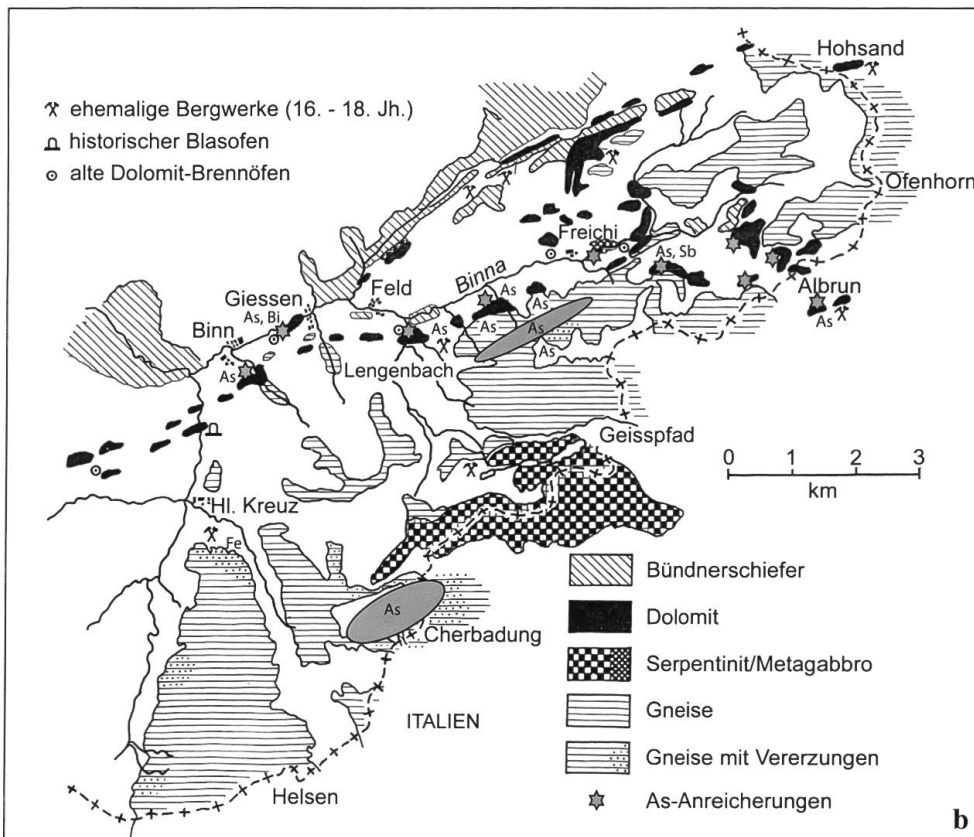 Hohsand
ehemalige Bergwerke (16. - 18. Jh.)
historischer Blasofen
alte Dolomit-Brennöfen
Ofenhorn
Freichi
As, Sb
Binna
Feld
Albrun
As
Giessen
As, Bi
Binn
As
As
As
As
As
As
Lengenbach
As
Geisspfad
0 1 2 3
km
Hl. Kreuz
Fe
Bündnerschiefer
Dolomit
As
Cherbadung
Serpentinit/Metagabbro
Gneise
ITALIEN
Gneise mit Vererzungen
Helsen
As-Anreicherungen
b